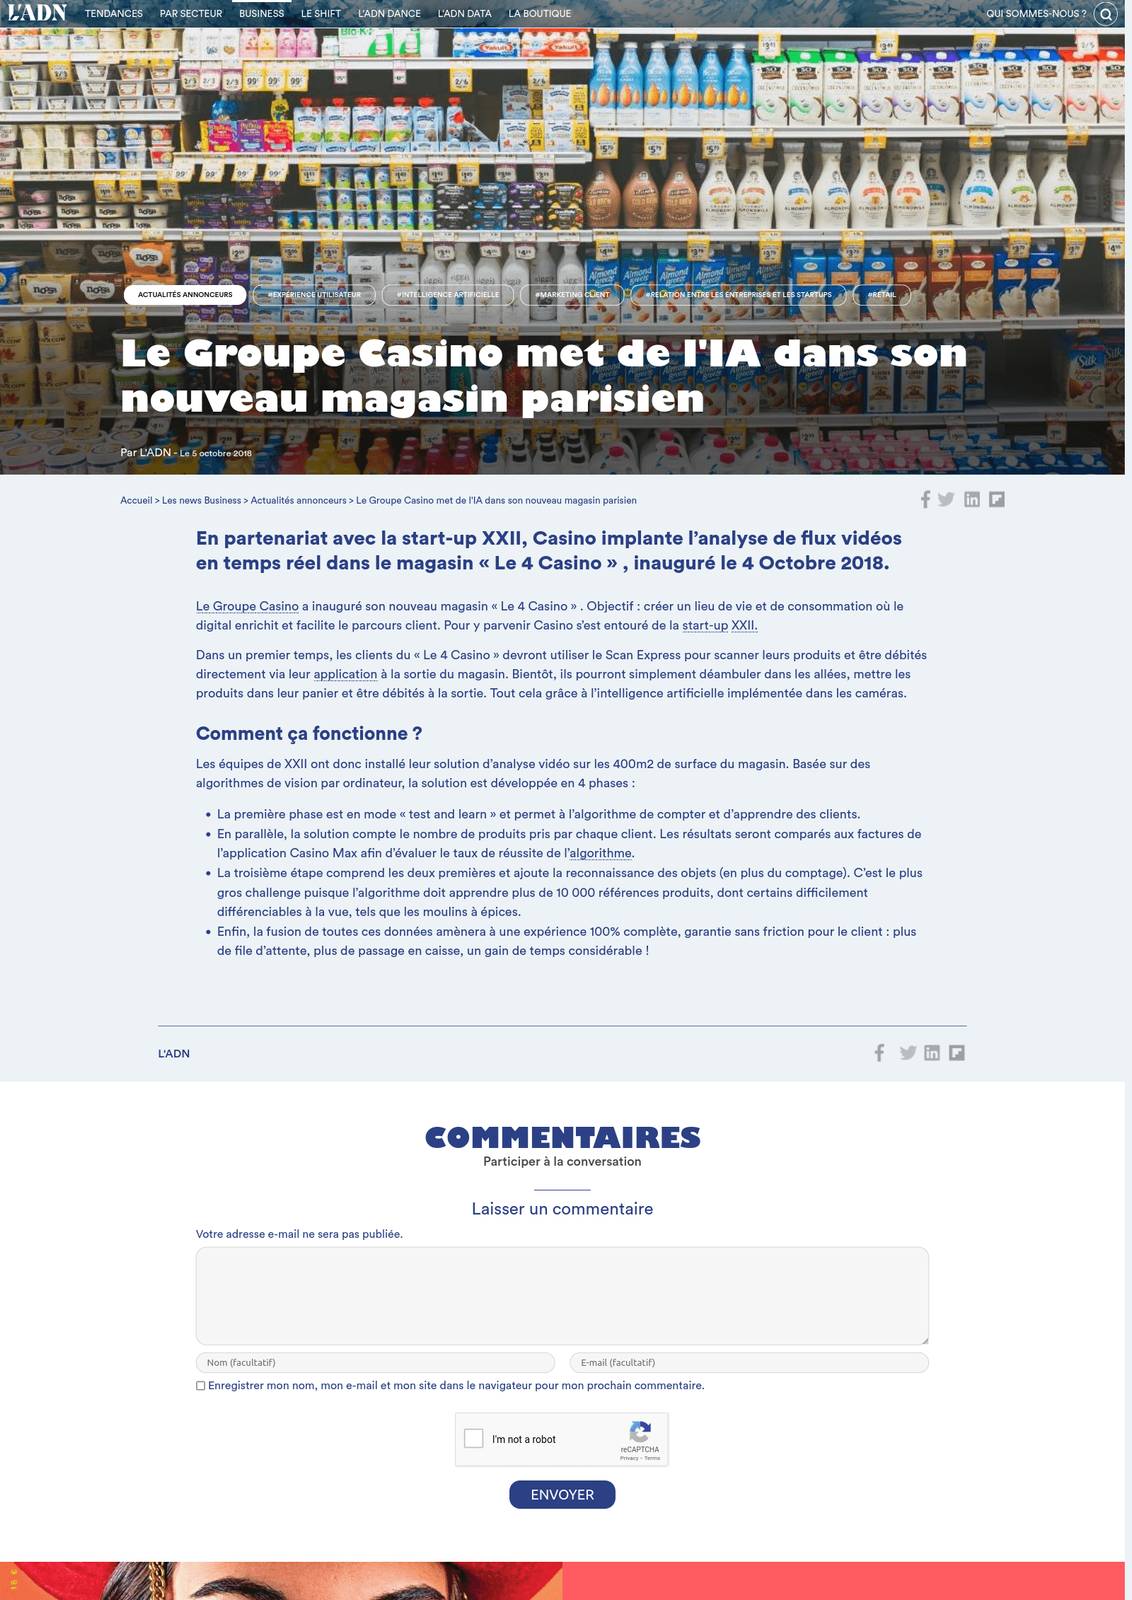 L'ADN TENDANCES PAR SECTEUR BUSINESS LE SHIFT L'ADN DANCE L'ADN DATA LA BOUTIQUE QUI SOMMES-NOUS ?
ACTUALITÉS ANNONCEURS #EXPÉRIENCE UTILISATEUR #INTELLIGENCE ARTIFICIELLE #MARKETING CLIENT #RELATION ENTRE LES ENTREPRISES ET LES STARTUPS #RETAIL
Le Groupe Casino met de l'IA dans son
nouveau magasin parisien
Par L'ADN - Le 5 octobre 2018
Accueil > Les news Business > Actualités annonceurs > Le Groupe Casino met de l'IA dans son nouveau magasin parisien
En partenariat avec la start-up XXII, Casino implante l’analyse de flux vidéos
en temps réel dans le magasin « Le 4 Casino » , inauguré le 4 Octobre 2018.
Le Groupe Casino a inauguré son nouveau magasin « Le 4 Casino » . Objectif : créer un lieu de vie et de consommation où le
digital enrichit et facilite le parcours client. Pour y parvenir Casino s’est entouré de la start-up XXII.
Dans un premier temps, les clients du « Le 4 Casino » devront utiliser le Scan Express pour scanner leurs produits et être débités
directement via leur application à la sortie du magasin. Bientôt, ils pourront simplement déambuler dans les allées, mettre les
produits dans leur panier et être débités à la sortie. Tout cela grâce à l’intelligence artificielle implémentée dans les caméras.
Comment ça fonctionne ?
Les équipes de XXII ont donc installé leur solution d’analyse vidéo sur les 400m2 de surface du magasin. Basée sur des
algorithmes de vision par ordinateur, la solution est développée en 4 phases :
• La première phase est en mode « test and learn » et permet à l’algorithme de compter et d’apprendre des clients.
• En parallèle, la solution compte le nombre de produits pris par chaque client. Les résultats seront comparés aux factures de
l’application Casino Max afin d’évaluer le taux de réussite de l’algorithme.
• La troisième étape comprend les deux premières et ajoute la reconnaissance des objets (en plus du comptage). C’est le plus
gros challenge puisque l’algorithme doit apprendre plus de 10 000 références produits, dont certains difficilement
différenciables à la vue, tels que les moulins à épices.
• Enfin, la fusion de toutes ces données amènera à une expérience 100% complète, garantie sans friction pour le client : plus
de file d’attente, plus de passage en caisse, un gain de temps considérable !
L'ADN
COMMENTAIRES
Participer à la conversation
Laisser un commentaire
Votre adresse e-mail ne sera pas publiée.
Nom (facultatif) E-mail (facultatif)
Enregistrer mon nom, mon e-mail et mon site dans le navigateur pour mon prochain commentaire.
I'm not a robot
reCAPTCHA
Privacy - Terms
ENVOYER